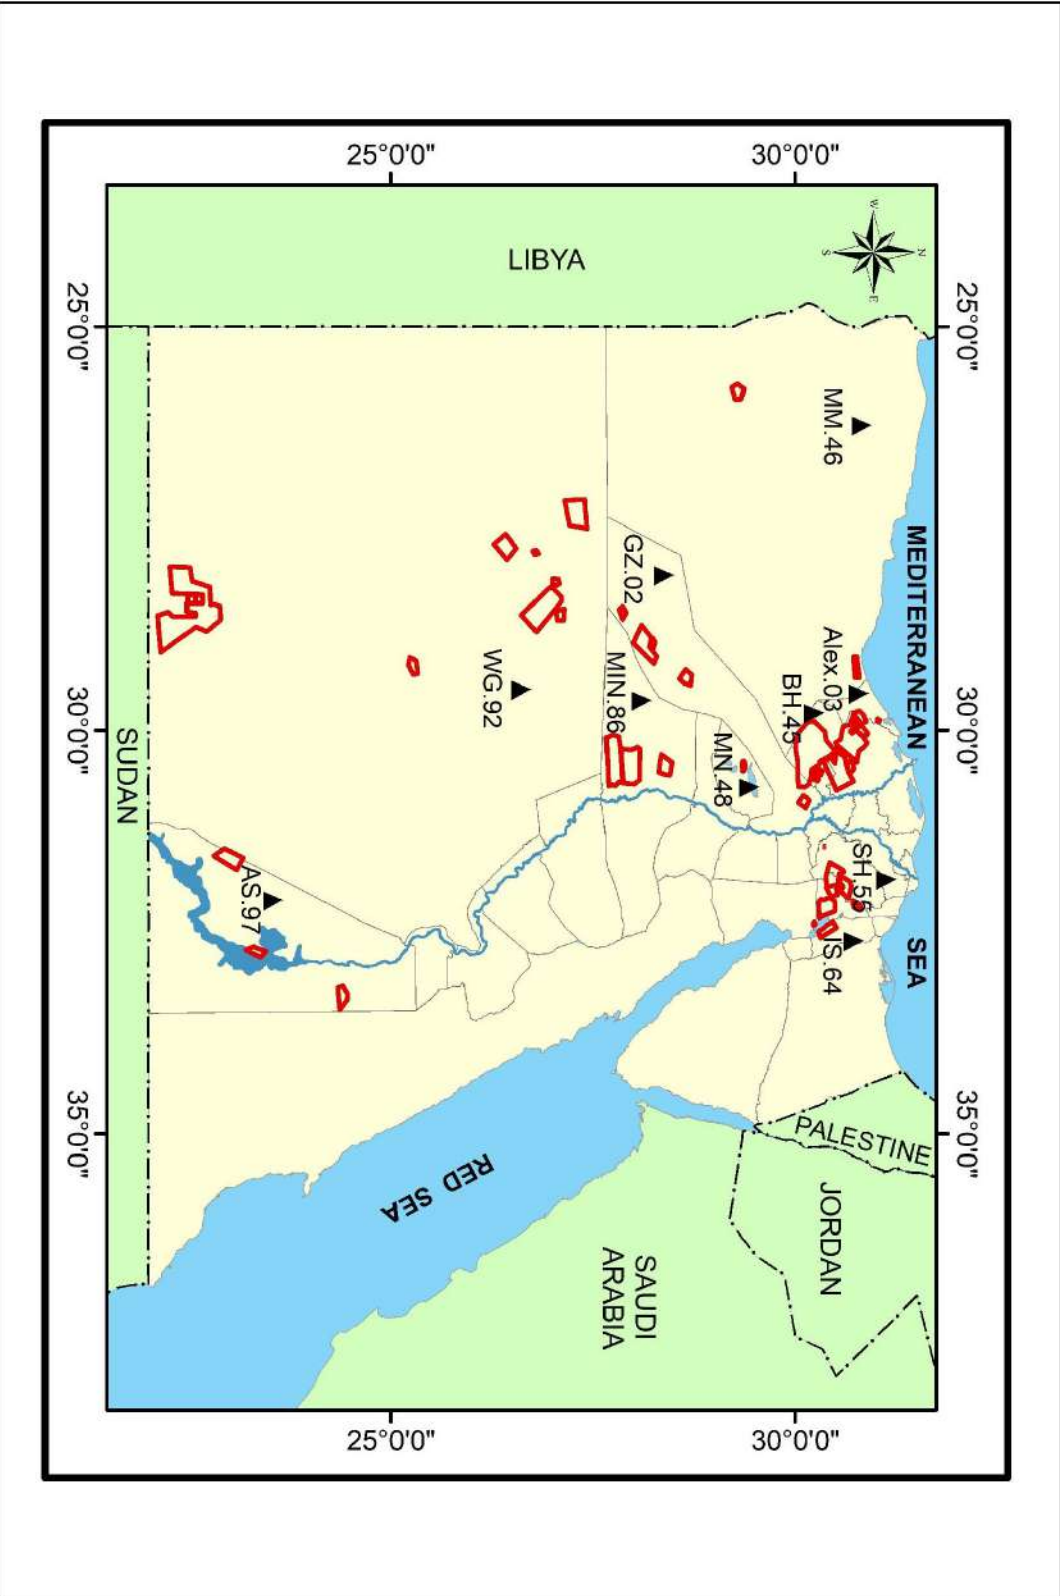 25°0'0"
30°0'0"
W
N
S
E
LIBYA
25°0'0"
25°0'0"
MM.46
GZ.02
MEDITERRANEAN
SEA
Alex.03
BH.45
WG.92
MIN.86
MN.48
30°0'0"
30°0'0"
SUDAN
AS.97
SH.55
IS.64
35°0'0"
35°0'0"
PALESTINE
JORDAN
RED SEA
SAUDI
ARABIA
25°0'0"
30°0'0"